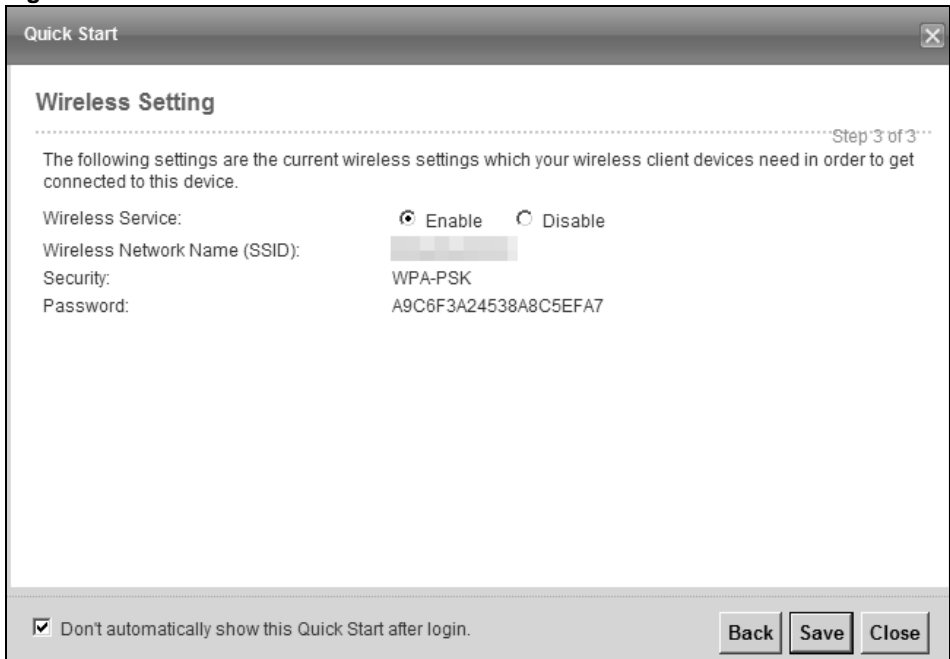 Quick Start
Wireless Setting
Step 3 of 3
The following settings are the current wireless settings which your wireless client devices need in order to get
connected to this device.
Wireless Service: Enable Disable
Wireless Network Name (SSID):
Security: WPA-PSK
Password: A9C6F3A24538A8C5EFA7
Don't automatically show this Quick Start after login.
Back Save Close